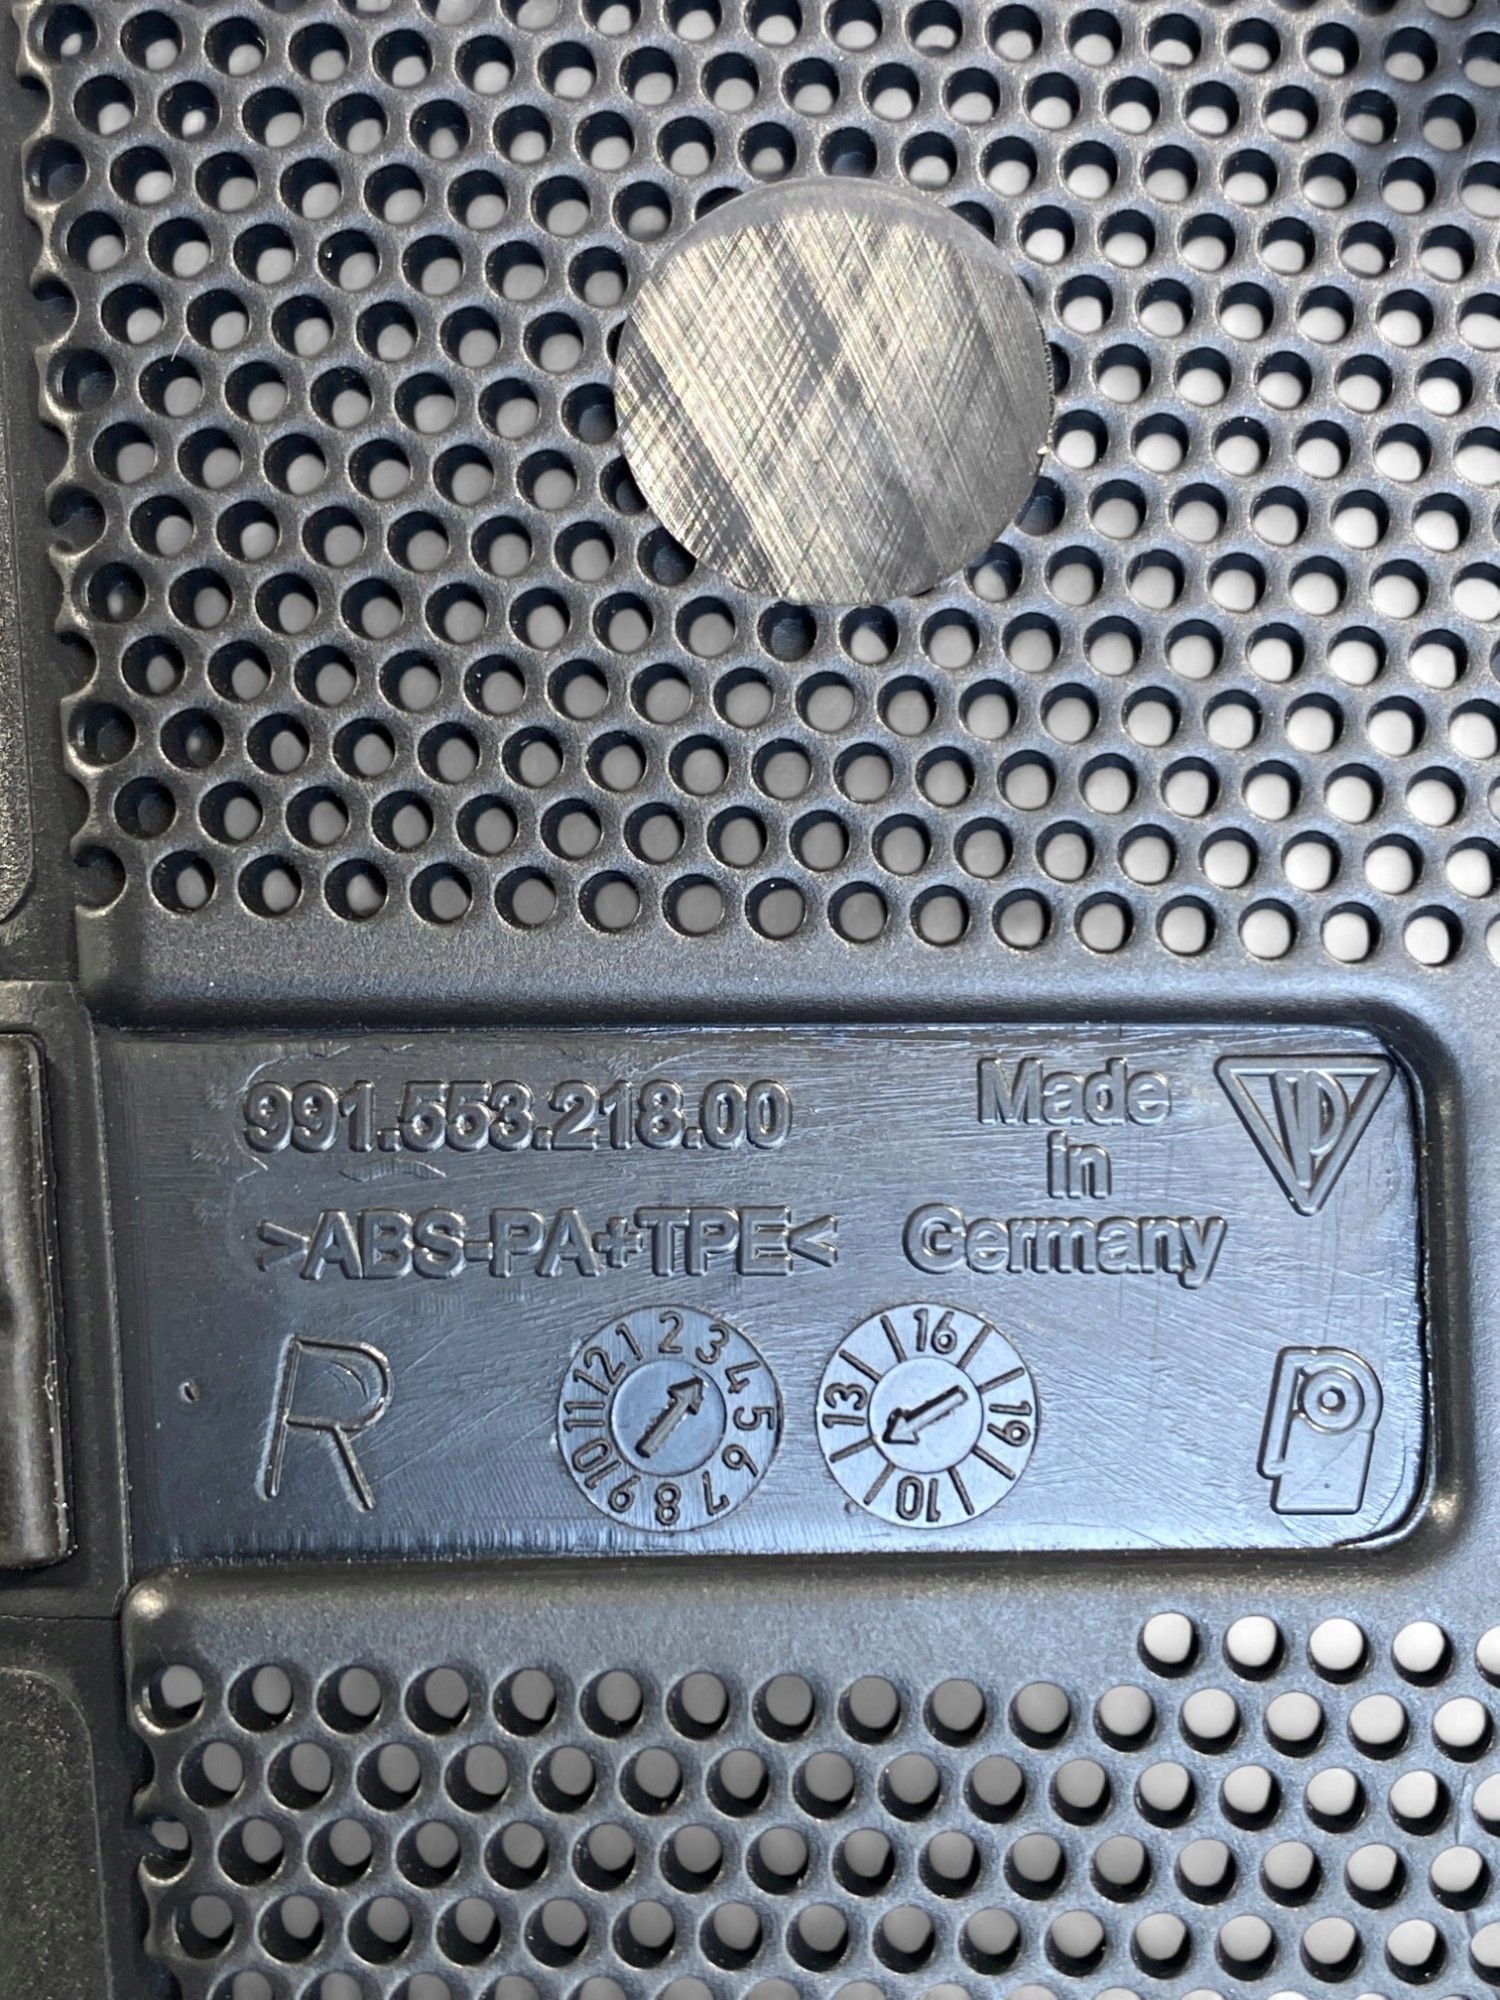 991.553.218.00
>ABS-PA+TPE<
Made
in
Germany
R
1 2 3 4 5 6 7 8 9 10 11 12
10 13 16 19